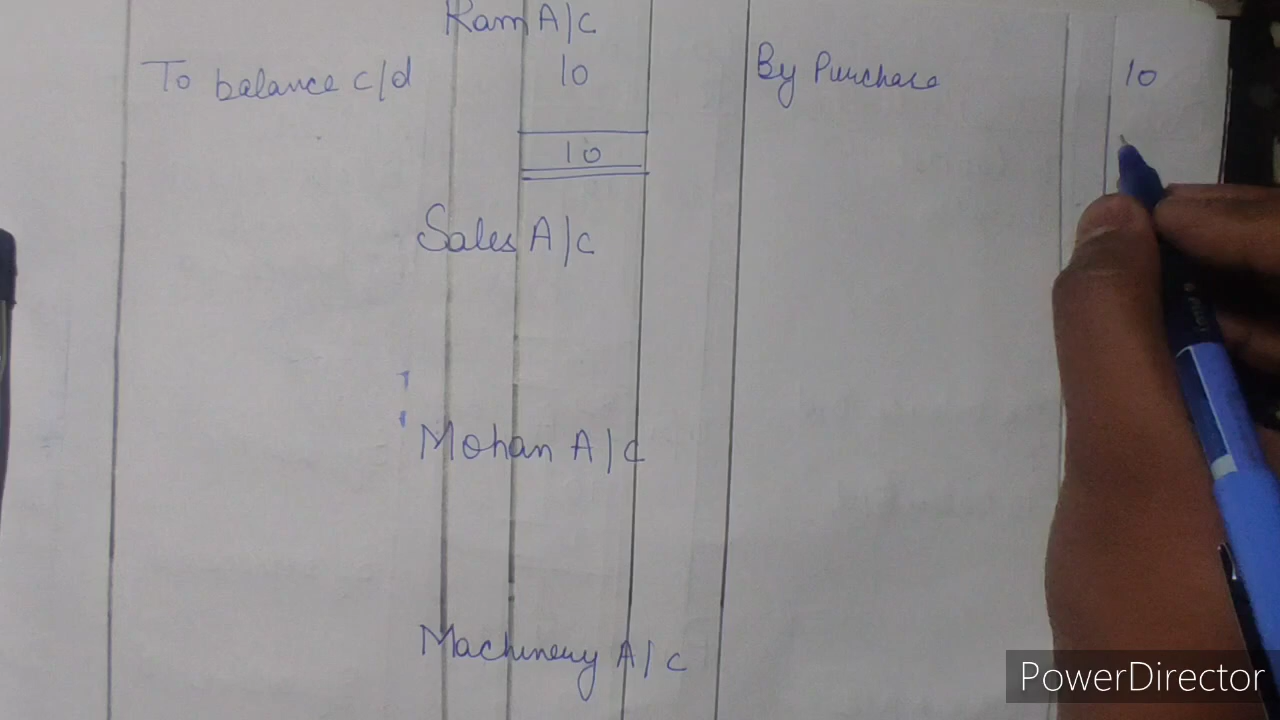 Ram A/c
To balance c/d 10 By Purchase 10
10
Sales A/c
Mohan A/c
Machinery A/c
PowerDirector